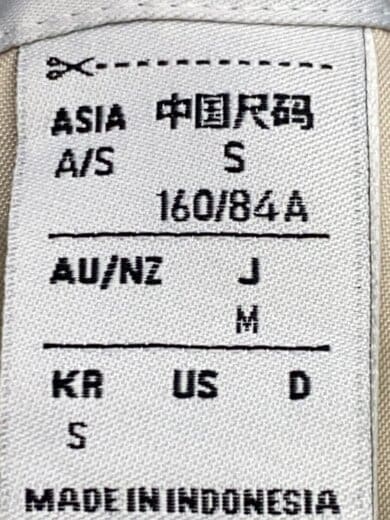 ASIA 中国尺码
A/S S
160/84A
AU/NZ J
M
KR US D
S
MADE IN INDONESIA